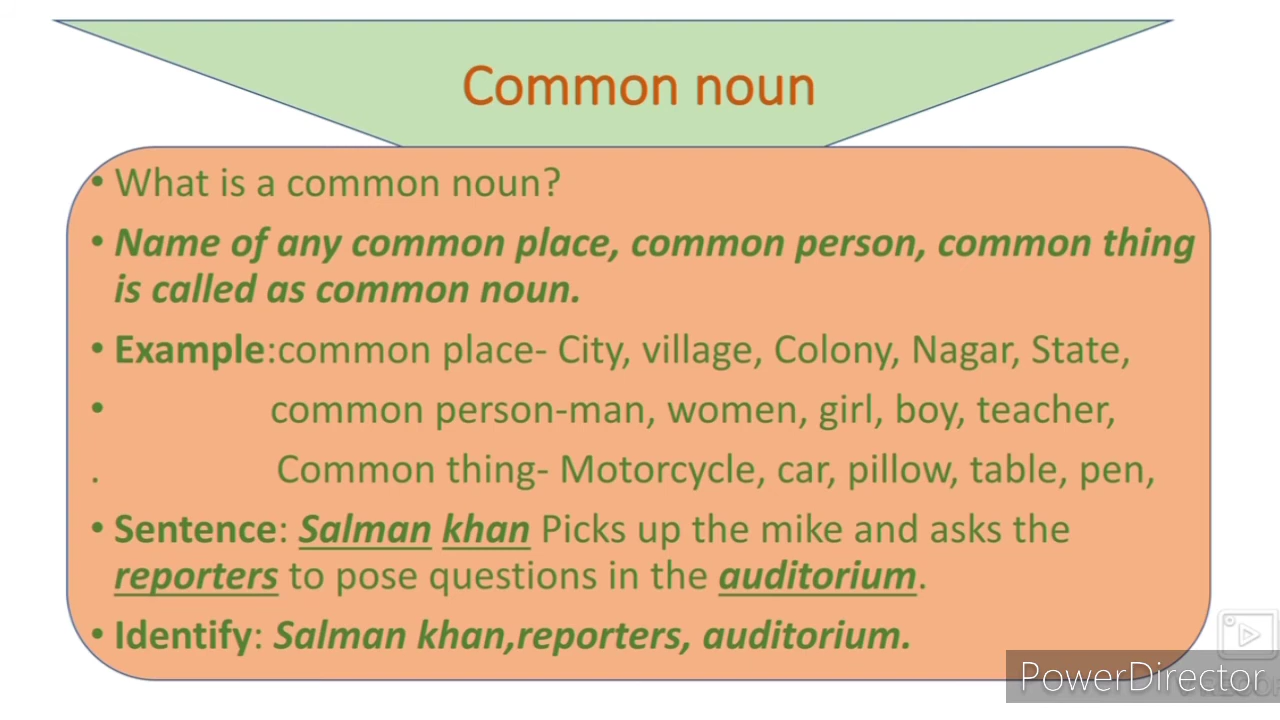 Common noun
• What is a common noun?
• Name of any common place, common person, common thing
is called as common noun.
• Example:common place- City, village, Colony, Nagar, State,
• common person-man, women, girl, boy, teacher,
. Common thing- Motorcycle, car, pillow, table, pen,
• Sentence: Salman khan Picks up the mike and asks the
reporters to pose questions in the auditorium.
• Identify: Salman khan,reporters, auditorium.
PowerDirector